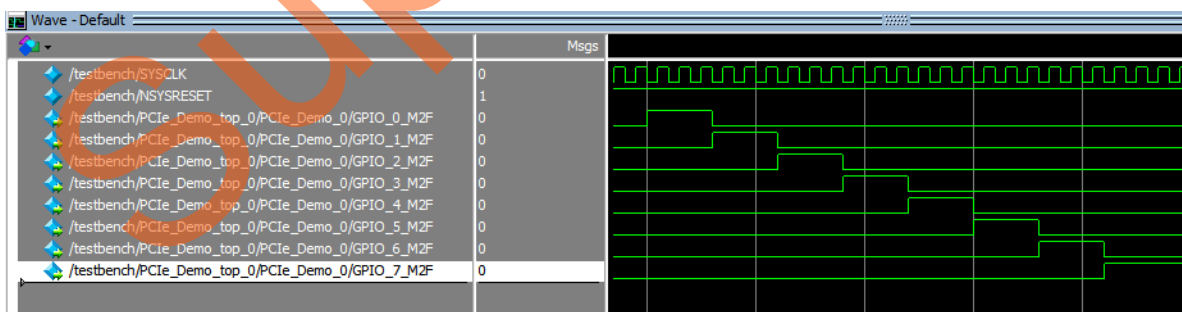 Wave - Default
Msgs
/testbench/SYSCLK 0
/testbench/NSYSRESET 1
/testbench/PCIe_Demo_top_0/PCIe_Demo_0/GPIO_0_M2F 0
/testbench/PCIe_Demo_top_0/PCIe_Demo_0/GPIO_1_M2F 0
/testbench/PCIe_Demo_top_0/PCIe_Demo_0/GPIO_2_M2F 0
/testbench/PCIe_Demo_top_0/PCIe_Demo_0/GPIO_3_M2F 0
/testbench/PCIe_Demo_top_0/PCIe_Demo_0/GPIO_4_M2F 0
/testbench/PCIe_Demo_top_0/PCIe_Demo_0/GPIO_5_M2F 0
/testbench/PCIe_Demo_top_0/PCIe_Demo_0/GPIO_6_M2F 0
/testbench/PCIe_Demo_top_0/PCIe_Demo_0/GPIO_7_M2F 0